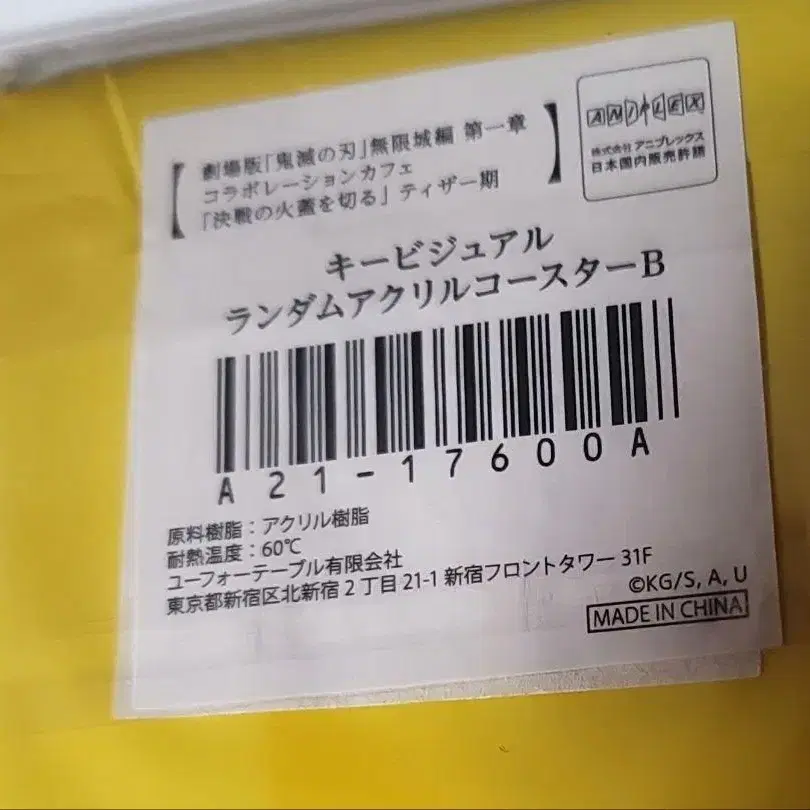 【劇場版「鬼滅の刃」無限城編 第一章
コラボレーションカフェ
「決戦の火蓋を切る」ティザー期】
ANIPLEX
株式会社 アニプレックス
日本国内販売許諾
キービジュアル
ランダムアクリルコースターB
A21-17600A
原料樹脂：アクリル樹脂
耐熱温度：60℃
ユーフォーテーブル有限会社
東京都新宿区北新宿2丁目21-1 新宿フロントタワー 31F
©KG/S, A, U
MADE IN CHINA